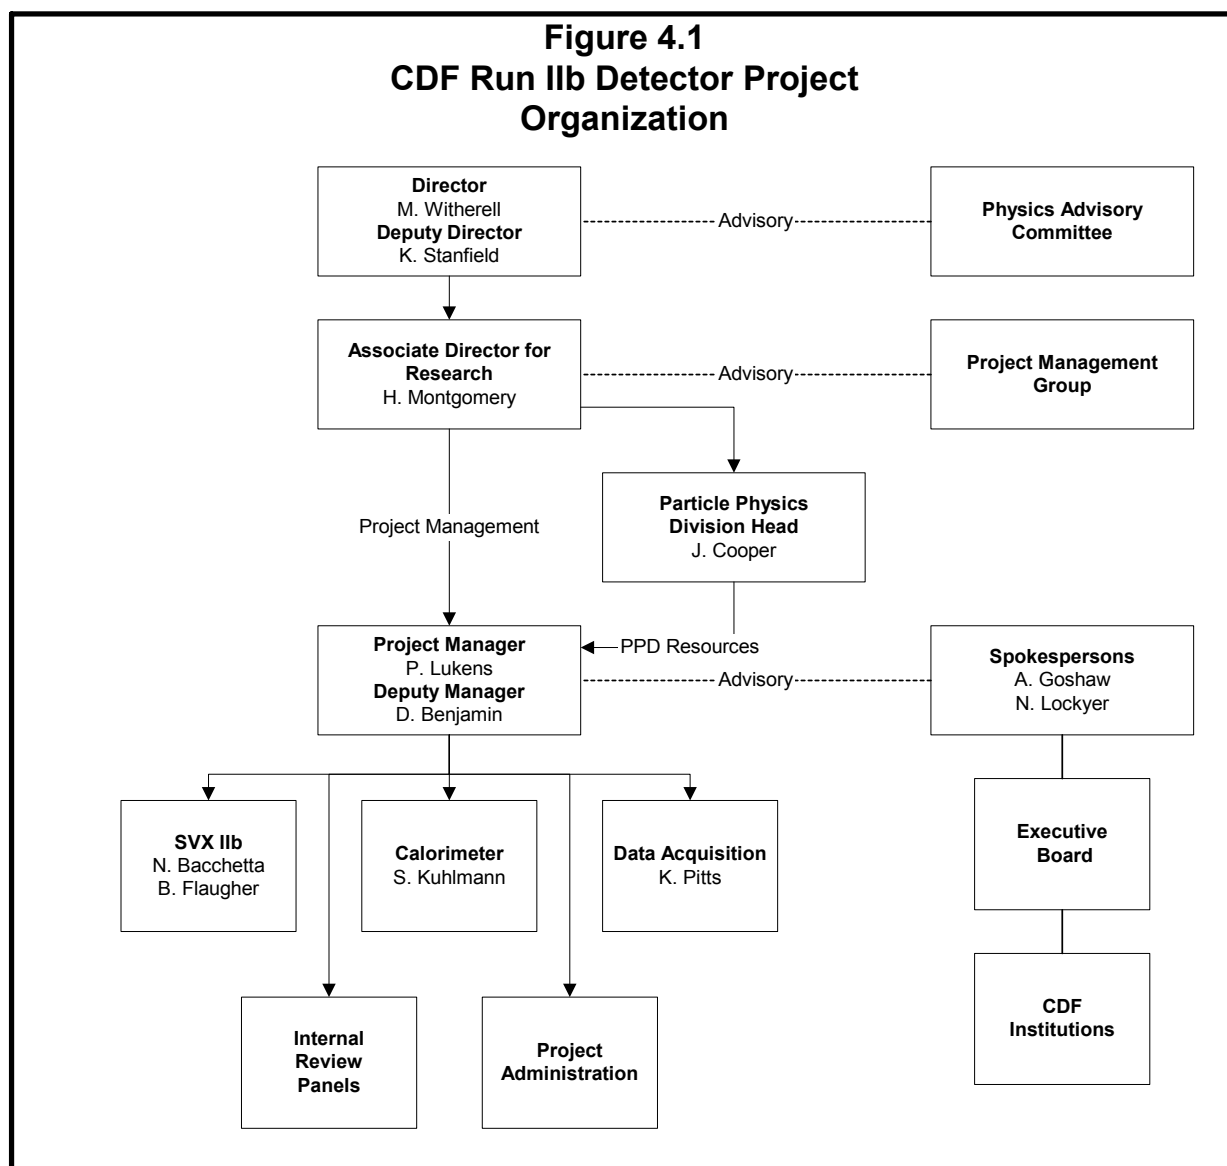 Figure 4.1
CDF Run IIb Detector Project
Organization
Director
M. Witherell
Deputy Director
K. Stanfield
Advisory
Physics Advisory
Committee
Associate Director for
Research
H. Montgomery
Advisory
Project Management
Group
Project Management
Particle Physics
Division Head
J. Cooper
Project Manager
P. Lukens
Deputy Manager
D. Benjamin
PPD Resources
Advisory
Spokespersons
A. Goshaw
N. Lockyer
SVX IIb
N. Bacchetta
B. Flaugher
Calorimeter
S. Kuhlmann
Data Acquisition
K. Pitts
Executive
Board
Internal
Review
Panels
Project
Administration
CDF
Institutions